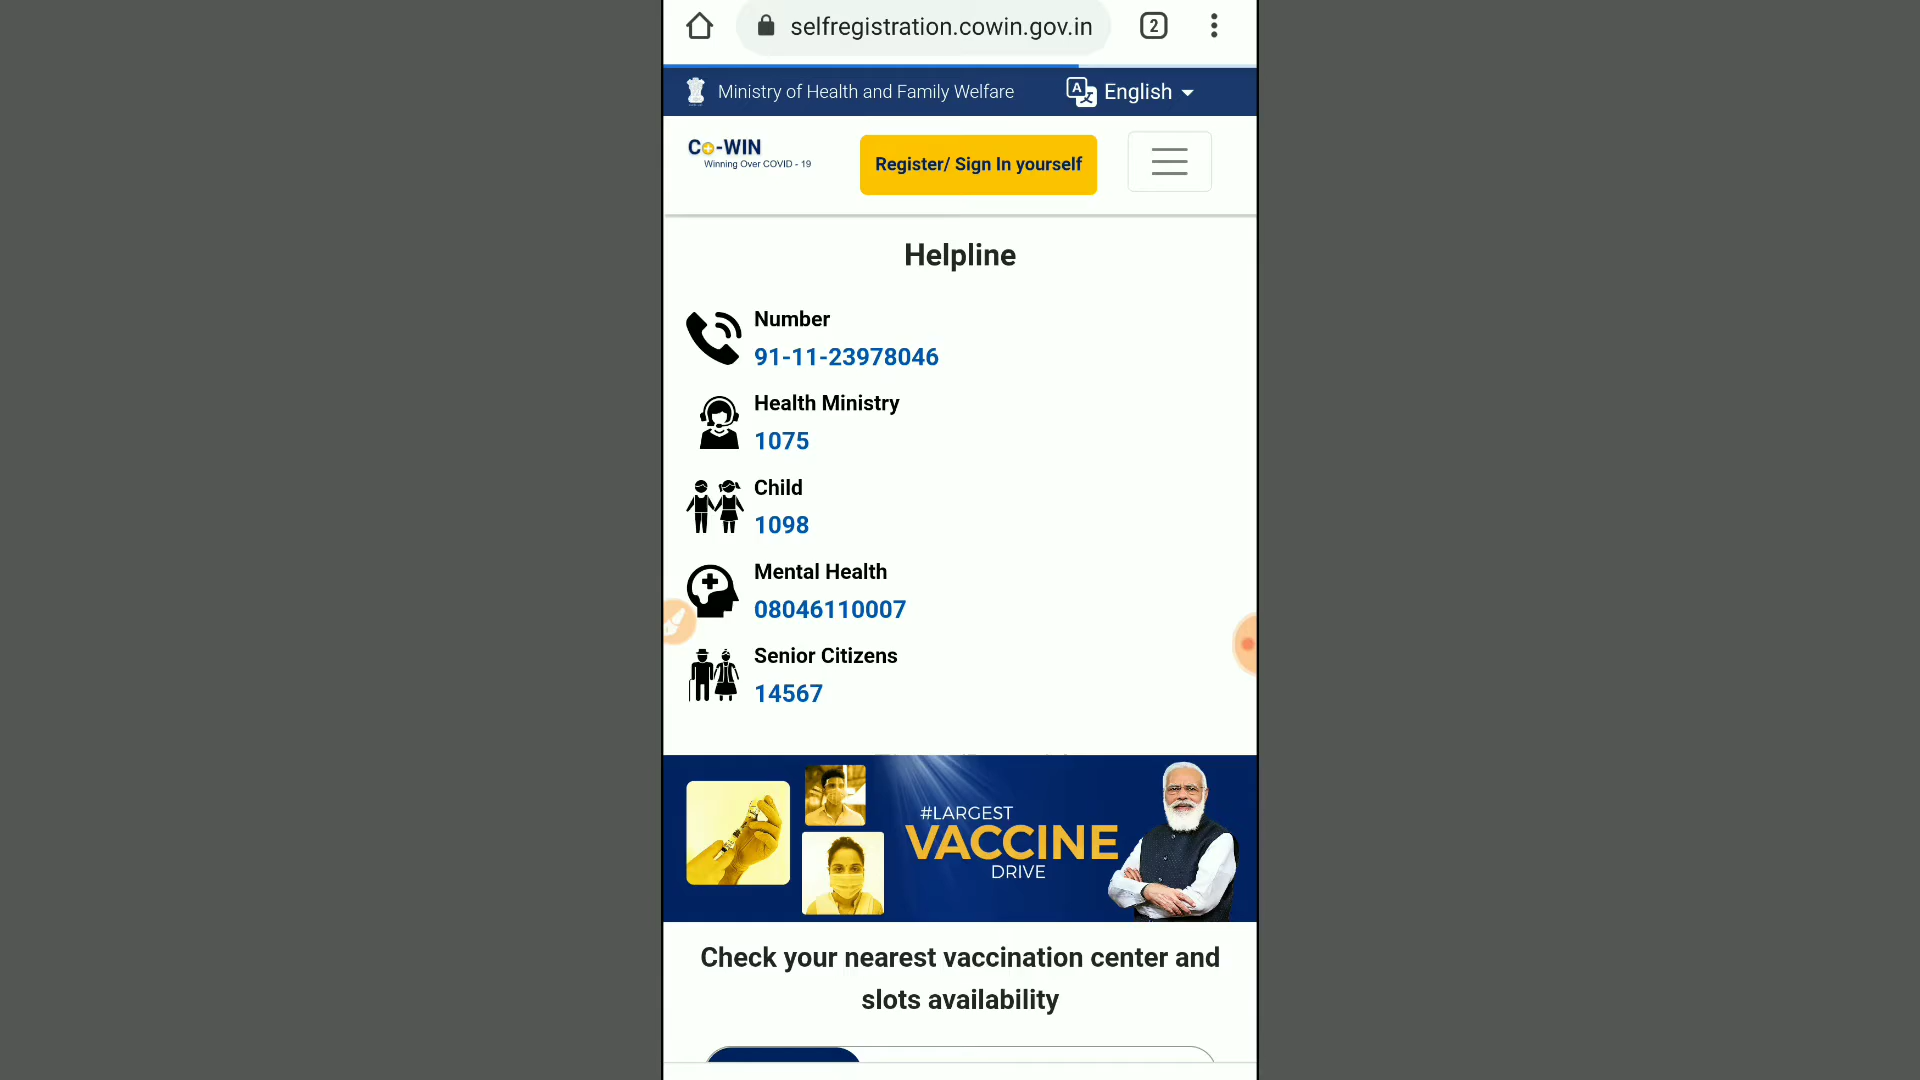 selfregistration.cowin.gov.in
2
Ministry of Health and Family Welfare
English
Co-WIN
Winning Over COVID - 19
Register/ Sign In yourself
Helpline
Number
91-11-23978046
Health Ministry
1075
Child
1098
Mental Health
08046110007
Senior Citizens
14567
#LARGEST
VACCINE
DRIVE
Check your nearest vaccination center and
slots availability